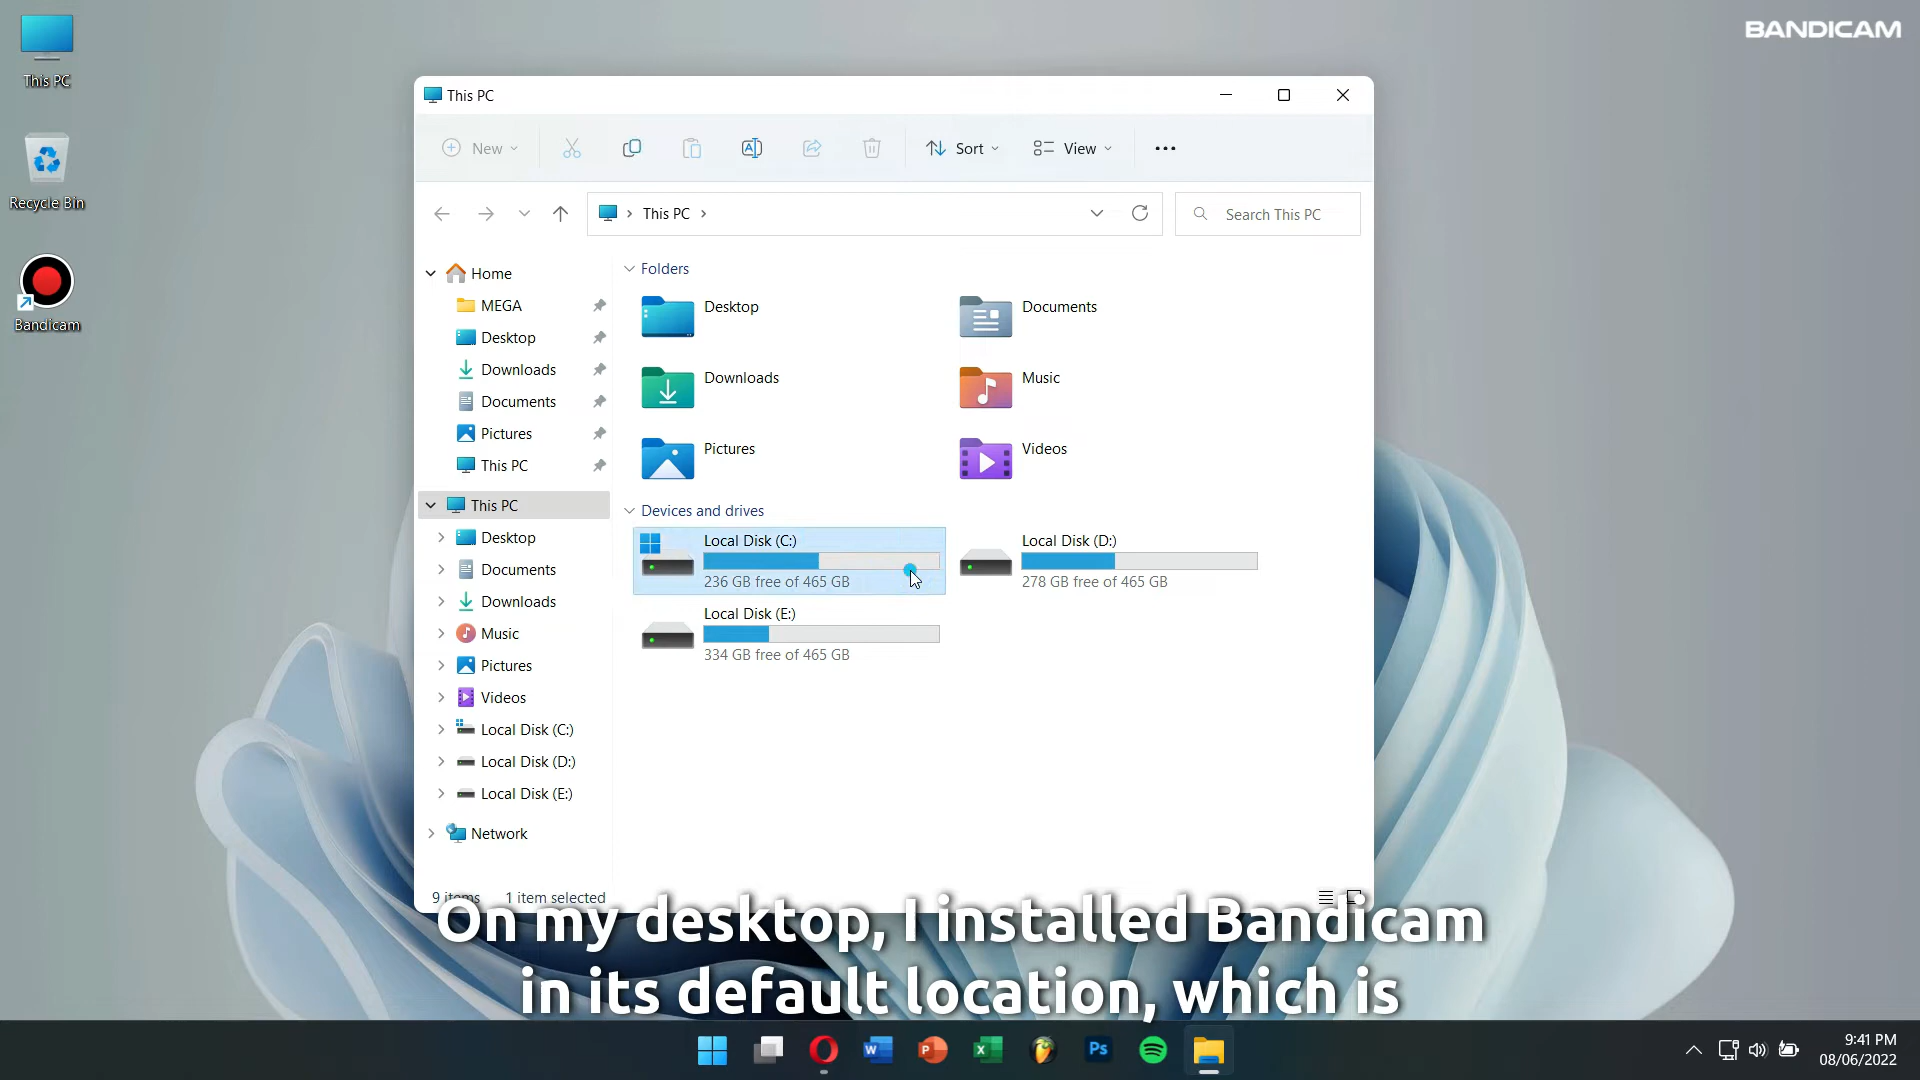 This PC
Recycle Bin
Bandicam
BANDICAM
This PC
New
Sort
View
This PC
Search This PC
Home
MEGA
Desktop
Downloads
Documents
Pictures
This PC
This PC
Desktop
Documents
Downloads
Music
Pictures
Videos
Local Disk (C:)
Local Disk (D:)
Local Disk (E:)
Network
Folders
Desktop
Documents
Downloads
Music
Pictures
Videos
Devices and drives
Local Disk (C:)
236 GB free of 465 GB
Local Disk (D:)
278 GB free of 465 GB
Local Disk (E:)
334 GB free of 465 GB
9 items 1 item selected
On my desktop, I installed Bandicam
in its default location, which is
Ps
9:41 PM
08/06/2022